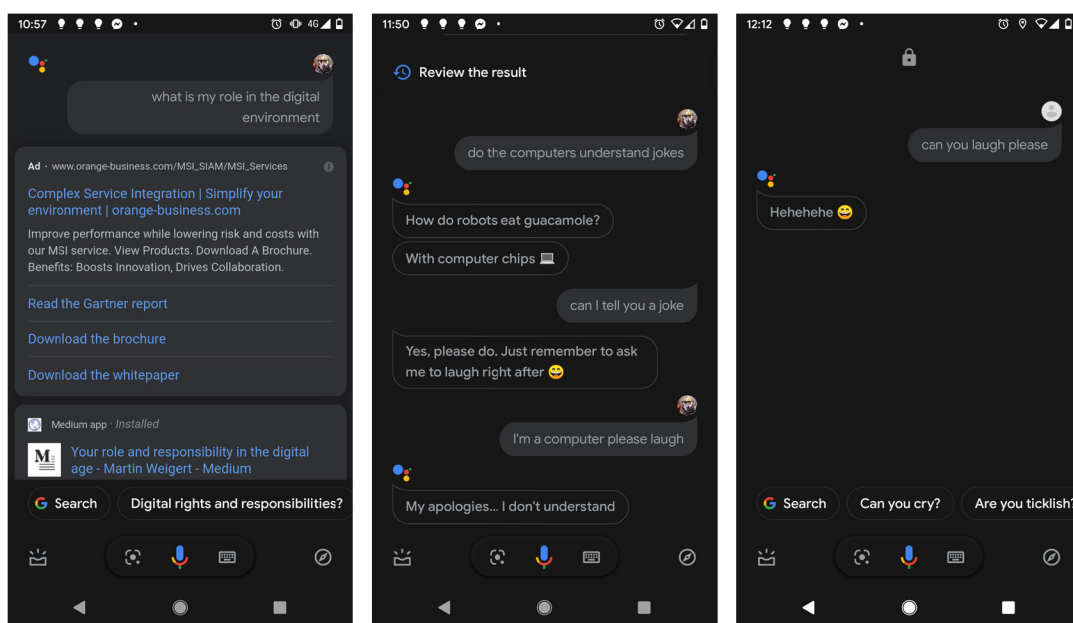 10:57
4G
what is my role in the digital
environment
Ad · www.orange-business.com/MSI_SIAM/MSI_Services
Complex Service Integration | Simplify your
environment | orange-business.com
Improve performance while lowering risk and costs with
our MSI service. View Products. Download A Brochure.
Benefits: Boosts Innovation, Drives Collaboration.
Read the Gartner report
Download the brochure
Download the whitepaper
Medium app · Installed
M
Your role and responsibility in the digital
age - Martin Weigert - Medium
G Search
Digital rights and responsibilities?
11:50
Review the result
do the computers understand jokes
How do robots eat guacamole?
With computer chips 💻
can I tell you a joke
Yes, please do. Just remember to ask
me to laugh right after 😄
I'm a computer please laugh
My apologies... I don't understand
12:12
can you laugh please
Hehehehe 😄
G Search
Can you cry?
Are you ticklish?